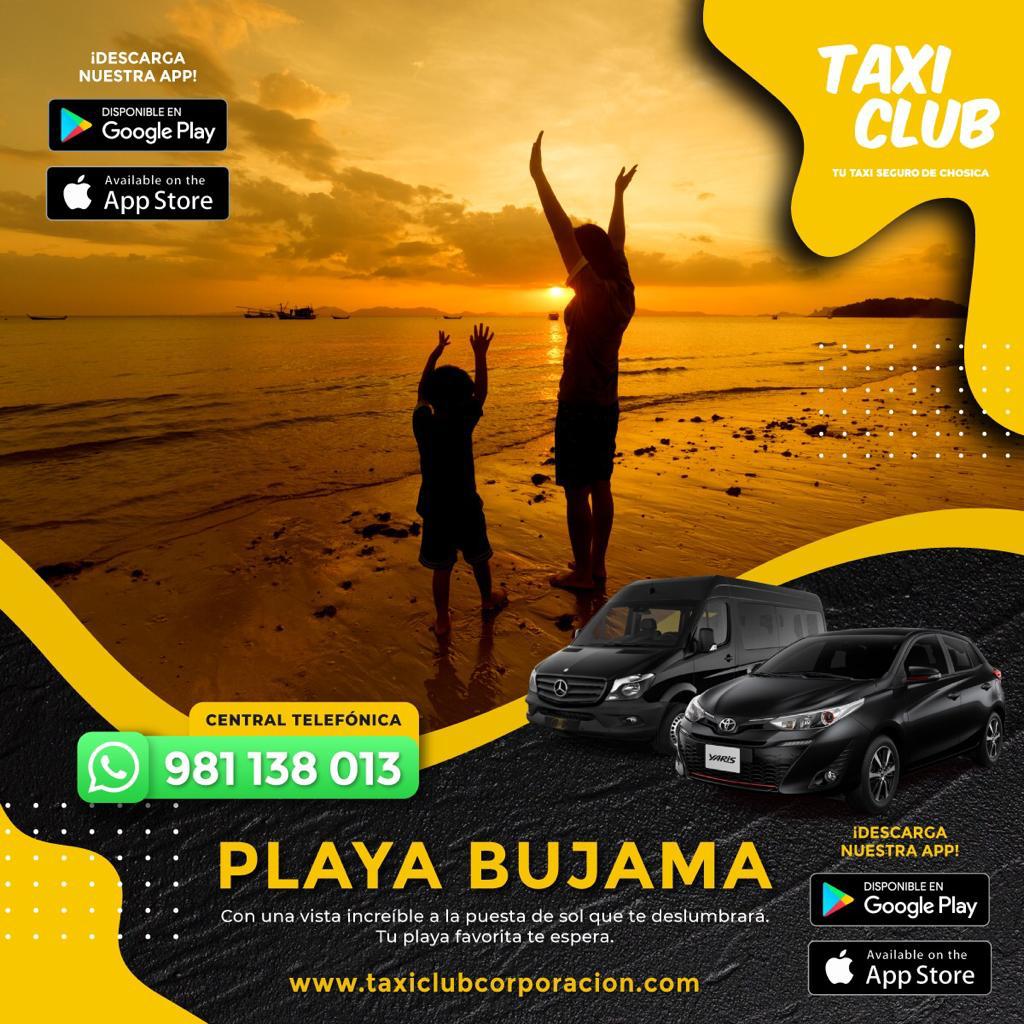 ¡DESCARGA
NUESTRA APP!
DISPONIBLE EN
Google Play
Available on the
App Store
TAXI
CLUB
TU TAXI SEGURO DE CHOSICA
CENTRAL TELEFÓNICA
981 138 013
YARIS
PLAYA BUJAMA
Con una vista increíble a la puesta de sol que te deslumbrará.
Tu playa favorita te espera.
www.taxiclubcorporacion.com
¡DESCARGA
NUESTRA APP!
DISPONIBLE EN
Google Play
Available on the
App Store